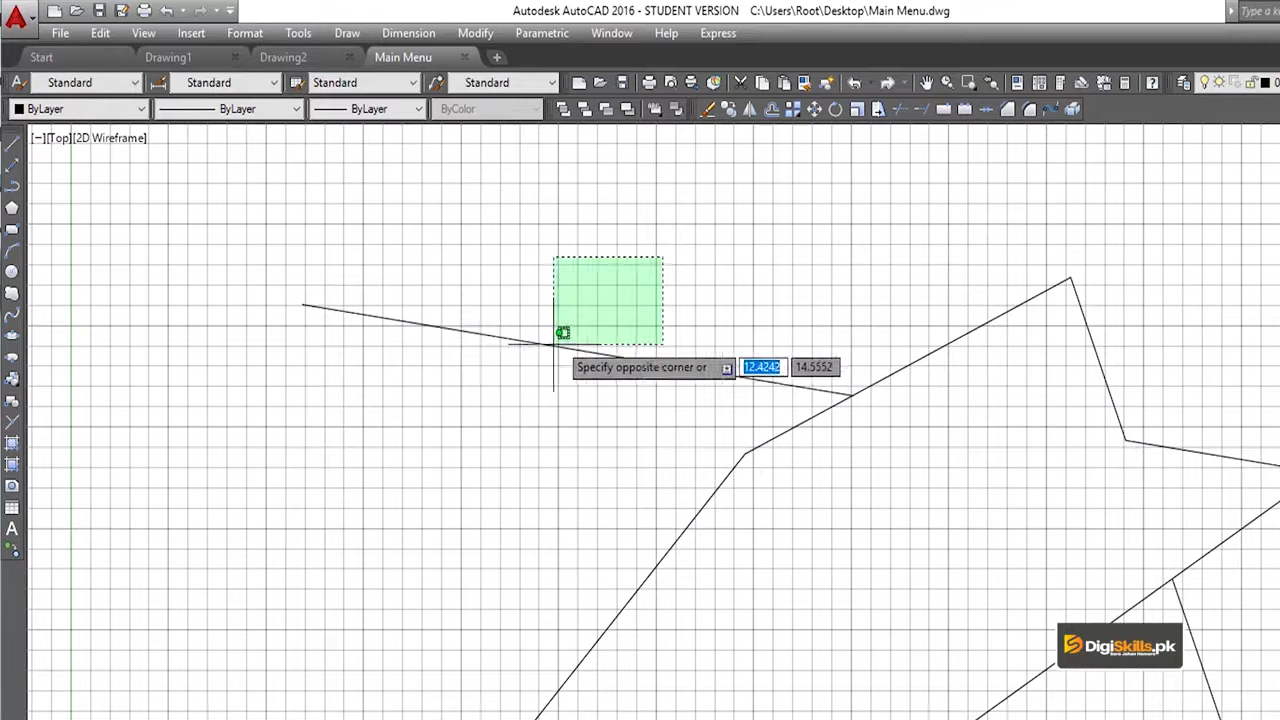 Autodesk AutoCAD 2016 - STUDENT VERSION C:\Users\Root\Desktop\Main Menu.dwg
Type a ke
File Edit View Insert Format Tools Draw Dimension Modify Parametric Window Help Express
Start Drawing1 Drawing2 Main Menu
Standard Standard Standard Standard
ByLayer ByLayer ByLayer ByColor
[−][Top][2D Wireframe]
Specify opposite corner or 12.4242 14.5552
DigiSkills.pk